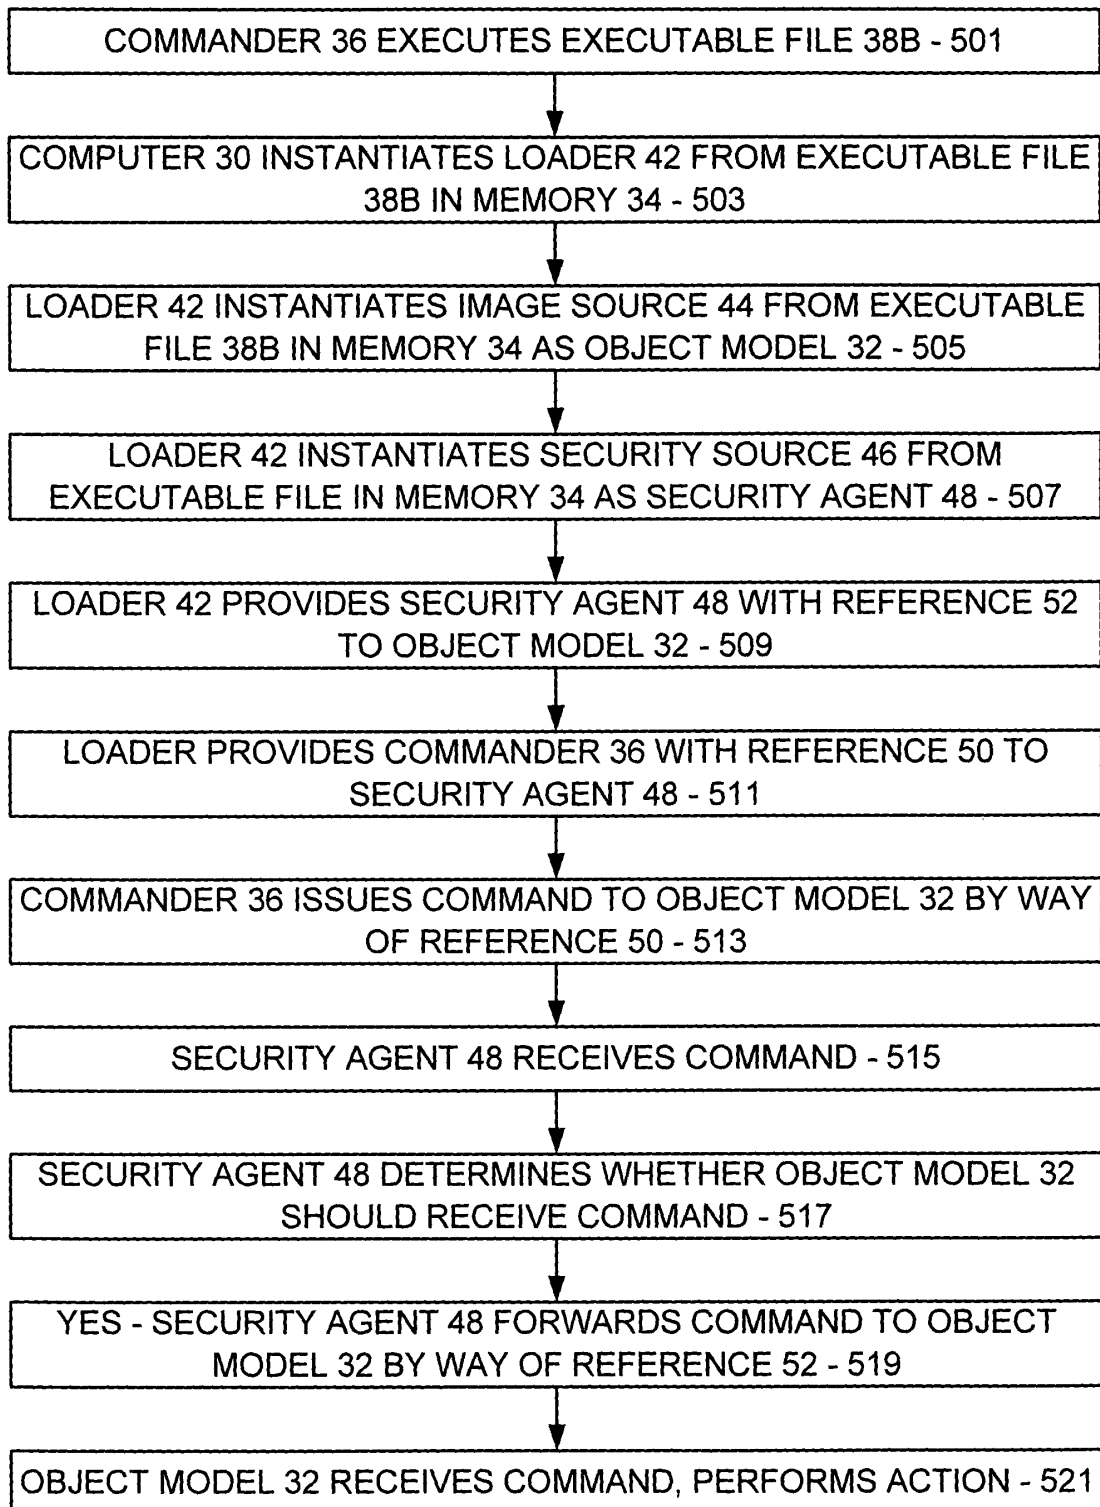 COMMANDER 36 EXECUTES EXECUTABLE FILE 38B - 501
COMPUTER 30 INSTANTIATES LOADER 42 FROM EXECUTABLE FILE
38B IN MEMORY 34 - 503
LOADER 42 INSTANTIATES IMAGE SOURCE 44 FROM EXECUTABLE
FILE 38B IN MEMORY 34 AS OBJECT MODEL 32 - 505
LOADER 42 INSTANTIATES SECURITY SOURCE 46 FROM
EXECUTABLE FILE IN MEMORY 34 AS SECURITY AGENT 48 - 507
LOADER 42 PROVIDES SECURITY AGENT 48 WITH REFERENCE 52
TO OBJECT MODEL 32 - 509
LOADER PROVIDES COMMANDER 36 WITH REFERENCE 50 TO
SECURITY AGENT 48 - 511
COMMANDER 36 ISSUES COMMAND TO OBJECT MODEL 32 BY WAY
OF REFERENCE 50 - 513
SECURITY AGENT 48 RECEIVES COMMAND - 515
SECURITY AGENT 48 DETERMINES WHETHER OBJECT MODEL 32
SHOULD RECEIVE COMMAND - 517
YES - SECURITY AGENT 48 FORWARDS COMMAND TO OBJECT
MODEL 32 BY WAY OF REFERENCE 52 - 519
OBJECT MODEL 32 RECEIVES COMMAND, PERFORMS ACTION - 521